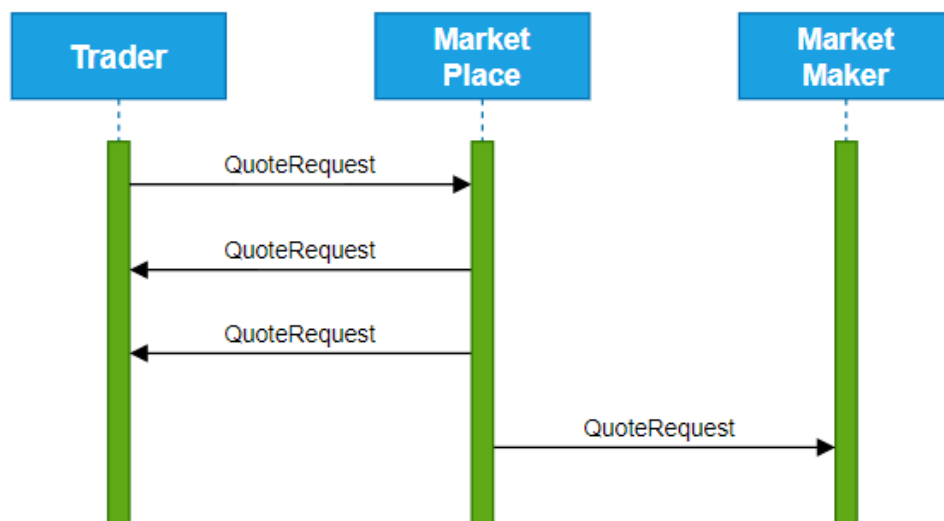 Trader
Market
Place
Market
Maker
QuoteRequest
QuoteRequest
QuoteRequest
QuoteRequest